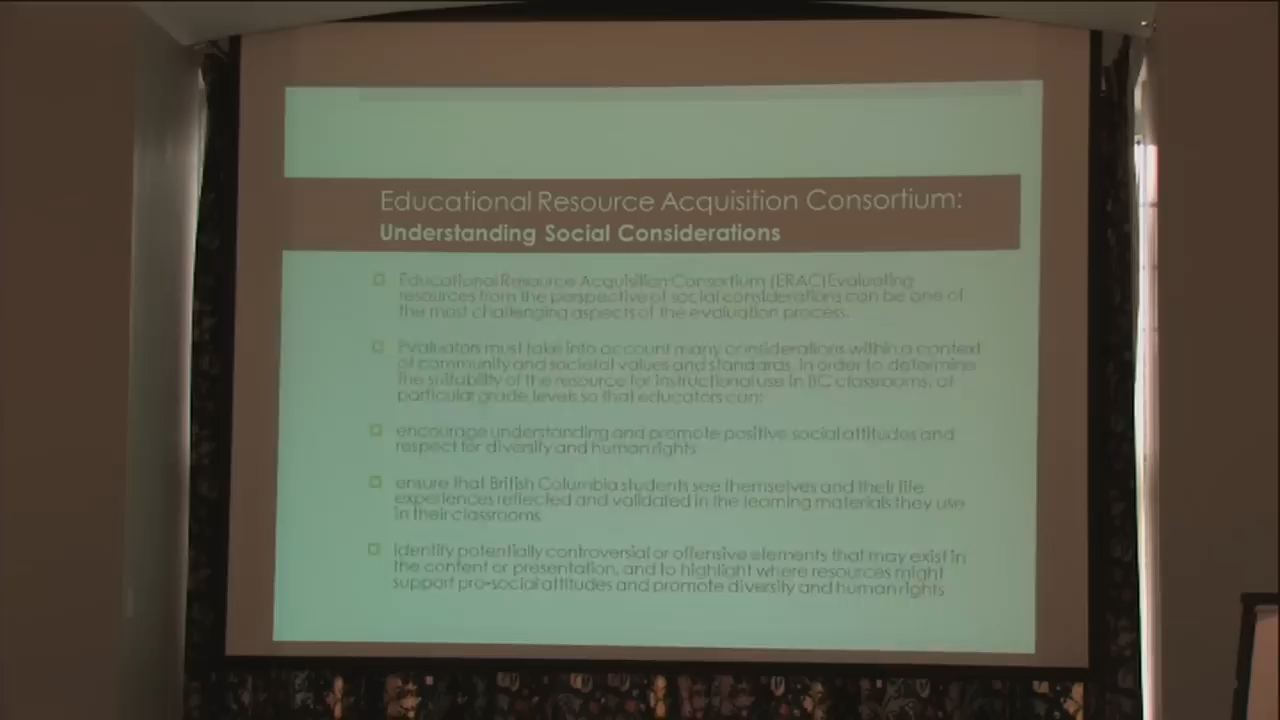 Educational Resource Acquisition Consortium:
Understanding Social Considerations
Educational Resource Acquisition Consortium (ERAC)Evaluating
resources from the perspective of social considerations can be one of
the most challenging aspects of the evaluation process.
Evaluators must take into account many considerations within a context
of community and societal values and standards, in order to determine
the suitability of the resource for instructional use in BC classrooms, at
particular grade levels so that educators can:
encourage understanding and promote positive social attitudes and
respect for diversity and human rights
ensure that British Columbia students see themselves and their life
experiences reflected and validated in the learning materials they use
in their classrooms
Identify potentially controversial or offensive elements that may exist in
the content or presentation, and to highlight where resources might
support pro-social attitudes and promote diversity and human rights